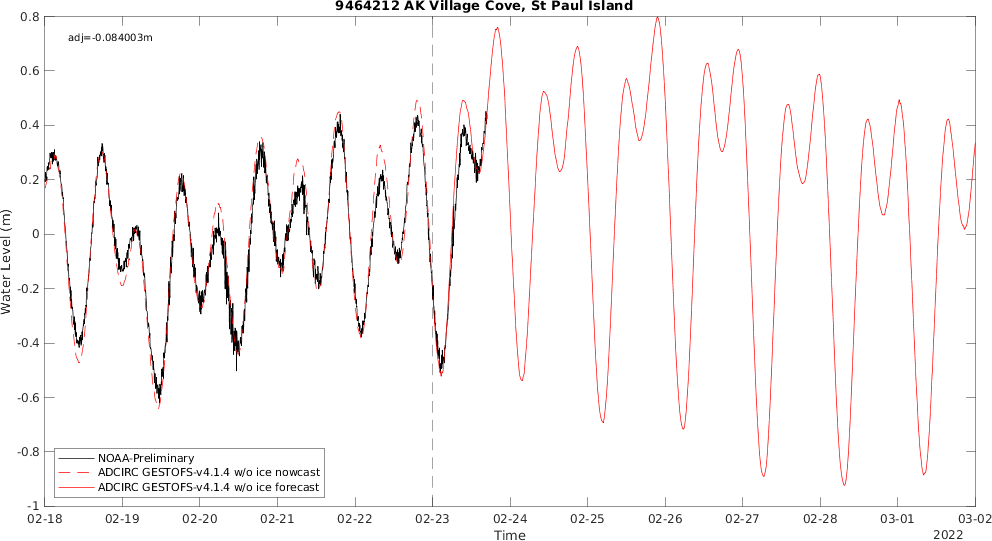 9464212 AK Village Cove, St Paul Island
adj=-0.084003m
0.8
0.6
0.4
0.2
0
-0.2
-0.4
-0.6
-0.8
-1
Water Level (m)
NOAA-Preliminary
ADCIRC GESTOFS-v4.1.4 w/o ice nowcast
ADCIRC GESTOFS-v4.1.4 w/o ice forecast
02-18 02-19 02-20 02-21 02-22 02-23 02-24 02-25 02-26 02-27 02-28 03-01 03-02
Time
2022